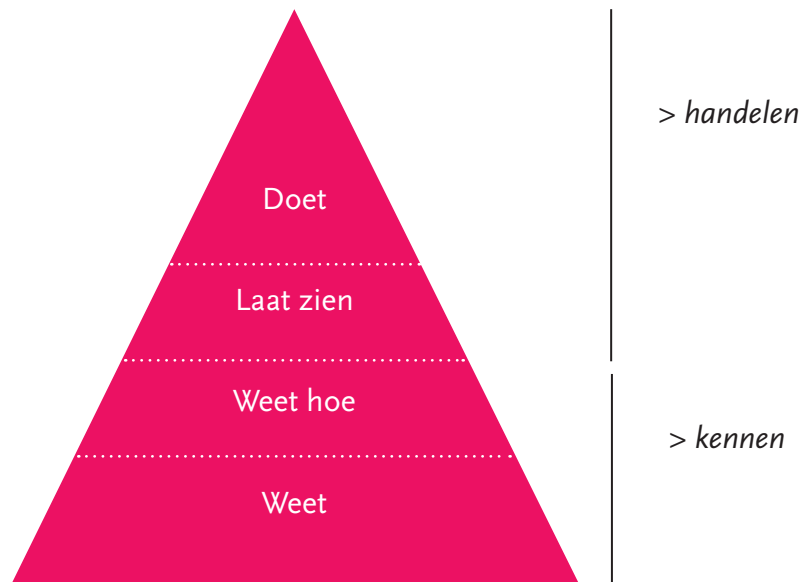 > handelen
Doet
Laat zien
Weet hoe
> kennen
Weet